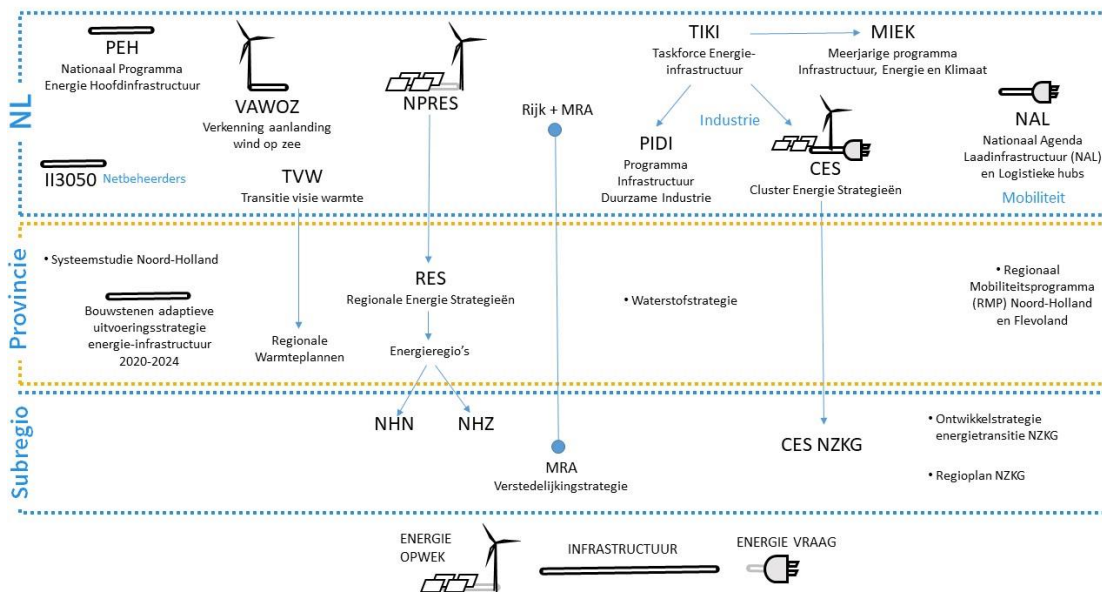 NL
PEH
Nationaal Programma
Energie Hoofdinfrastructuur
VAWOZ
Verkenning aanlanding
wind op zee
II3050 Netbeheerders
TVW
Transitie visie warmte
NPRES
Rijk + MRA
TIKI
Taskforce Energie-
infrastructuur
MIEK
Meerjarige programma
Infrastructuur, Energie en Klimaat
Industrie
PIDI
Programma
Infrastructuur
Duurzame Industrie
CES
Cluster Energie Strategieën
NAL
Nationaal Agenda
Laadinfrastructuur (NAL)
en Logistieke hubs
Mobiliteit
Provincie
• Systeemstudie Noord-Holland
Bouwstenen adaptieve
uitvoeringsstrategie
energie-infrastructuur
2020-2024
Regionale
Warmteplannen
RES
Regionale Energie Strategieën
Energieregio's
• Waterstofstrategie
• Regionaal
Mobiliteitsprogramma
(RMP) Noord-Holland
en Flevoland
Subregio
NHN
NHZ
MRA
Verstedelijkingstrategie
CES NZKG
• Ontwikkelstrategie
energietransitie NZKG
• Regioplan NZKG
ENERGIE
OPWEK
INFRASTRUCTUUR
ENERGIE VRAAG